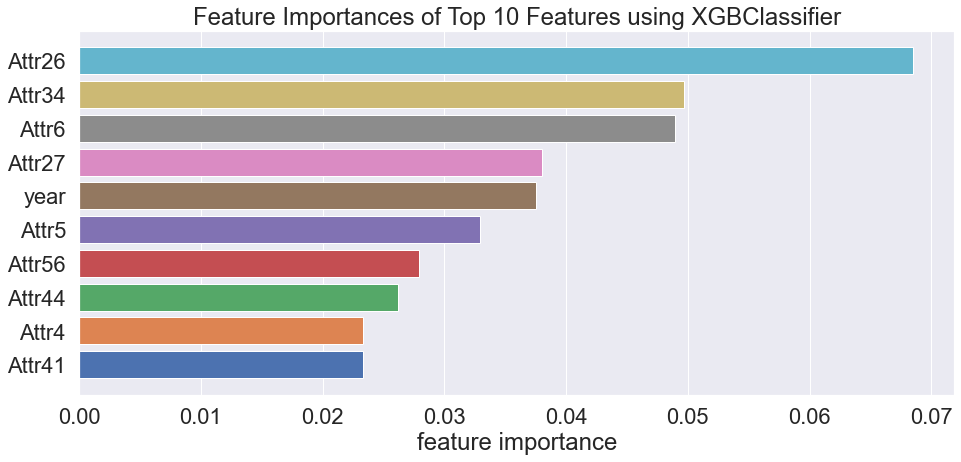 Feature Importances of Top 10 Features using XGBClassifier
Attr26
Attr34
Attr6
Attr27
year
Attr5
Attr56
Attr44
Attr4
Attr41
0.00 0.01 0.02 0.03 0.04 0.05 0.06 0.07
feature importance